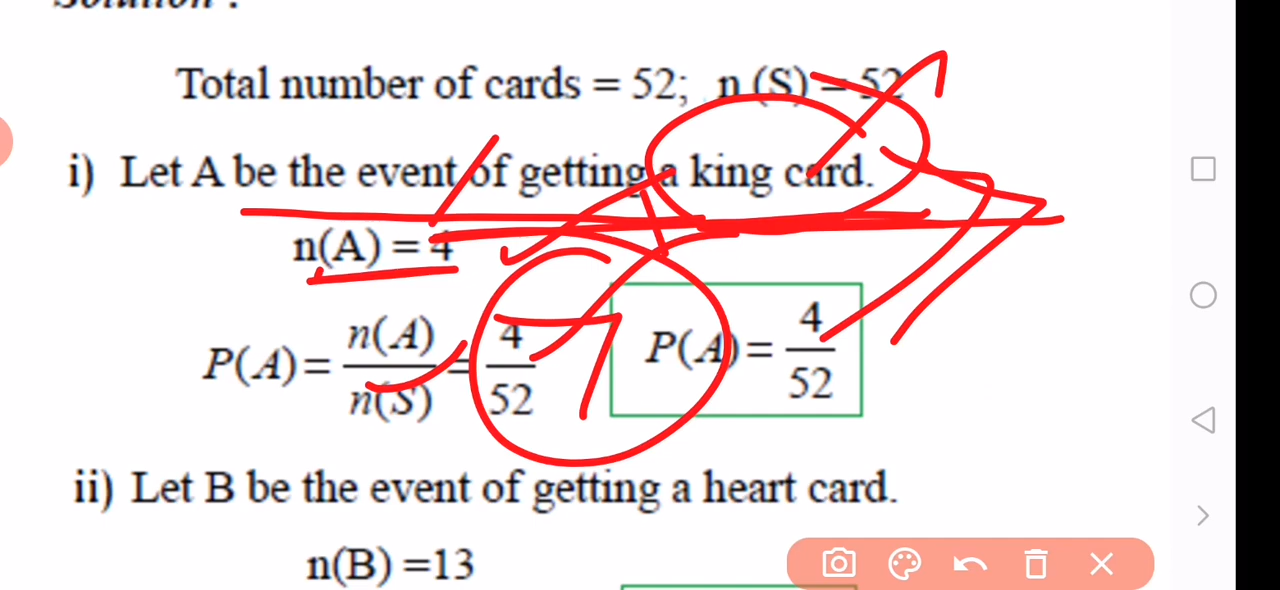 Solution :
Total number of cards = 52; n (S) = 52
i) Let A be the event of getting a king card.
n(A) = 4
P(A) = n(A)/n(S) = 4/52 P(A) = 4/52
ii) Let B be the event of getting a heart card.
n(B) =13